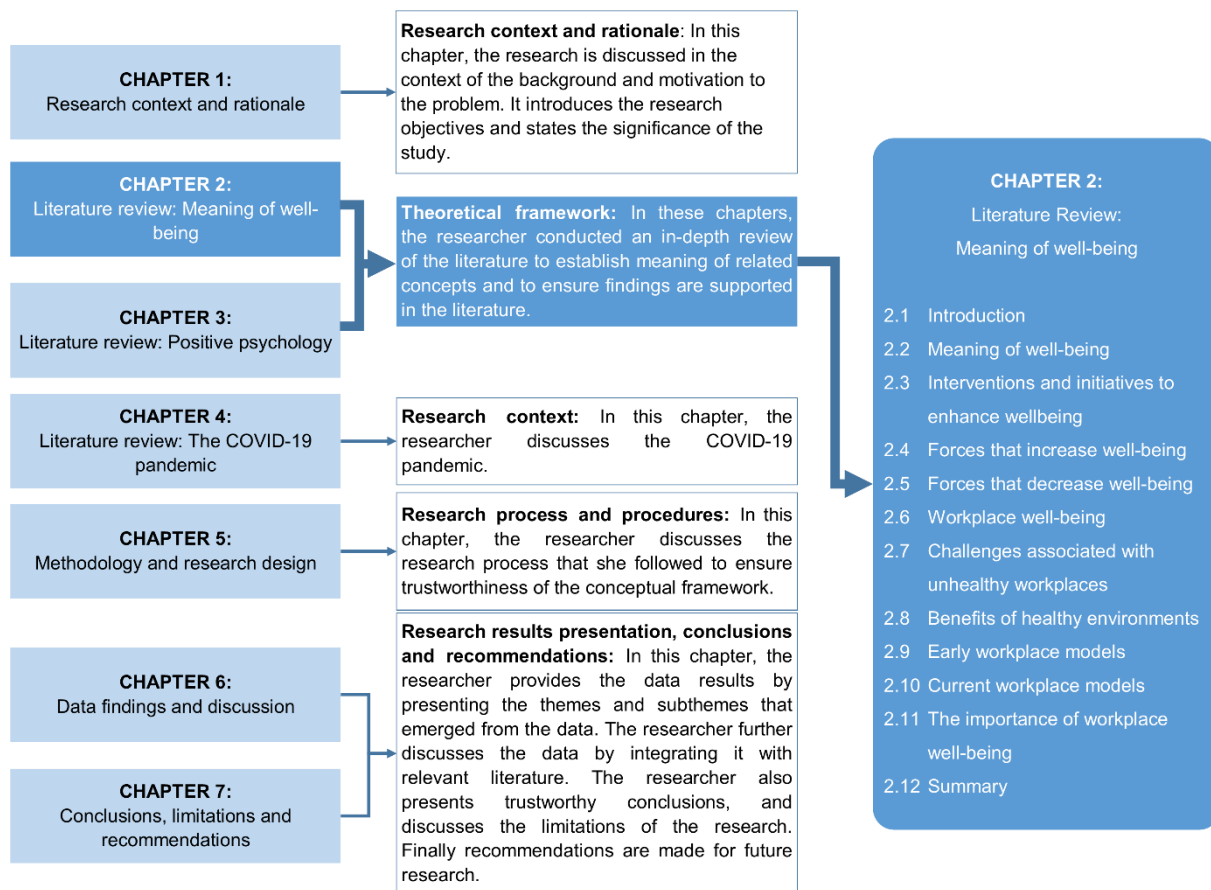 CHAPTER 1:
Research context and rationale
Research context and rationale: In this
chapter, the research is discussed in the
context of the background and motivation to
the problem. It introduces the research
objectives and states the significance of the
study.
CHAPTER 2:
Literature review: Meaning of well-
being
CHAPTER 3:
Literature review: Positive psychology
Theoretical framework: In these chapters,
the researcher conducted an in-depth review
of the literature to establish meaning of related
concepts and to ensure findings are supported
in the literature.
CHAPTER 4:
Literature review: The COVID-19
pandemic
Research context: In this chapter, the
researcher discusses the COVID-19
pandemic.
CHAPTER 5:
Methodology and research design
Research process and procedures: In this
chapter, the researcher discusses the
research process that she followed to ensure
trustworthiness of the conceptual framework.
CHAPTER 6:
Data findings and discussion
CHAPTER 7:
Conclusions, limitations and
recommendations
Research results presentation, conclusions
and recommendations: In this chapter, the
researcher provides the data results by
presenting the themes and subthemes that
emerged from the data. The researcher further
discusses the data by integrating it with
relevant literature. The researcher also
presents trustworthy conclusions, and
discusses the limitations of the research.
Finally recommendations are made for future
research.
CHAPTER 2:
Literature Review:
Meaning of well-being
2.1 Introduction
2.2 Meaning of well-being
2.3 Interventions and initiatives to
enhance wellbeing
2.4 Forces that increase well-being
2.5 Forces that decrease well-being
2.6 Workplace well-being
2.7 Challenges associated with
unhealthy workplaces
2.8 Benefits of healthy environments
2.9 Early workplace models
2.10 Current workplace models
2.11 The importance of workplace
well-being
2.12 Summary